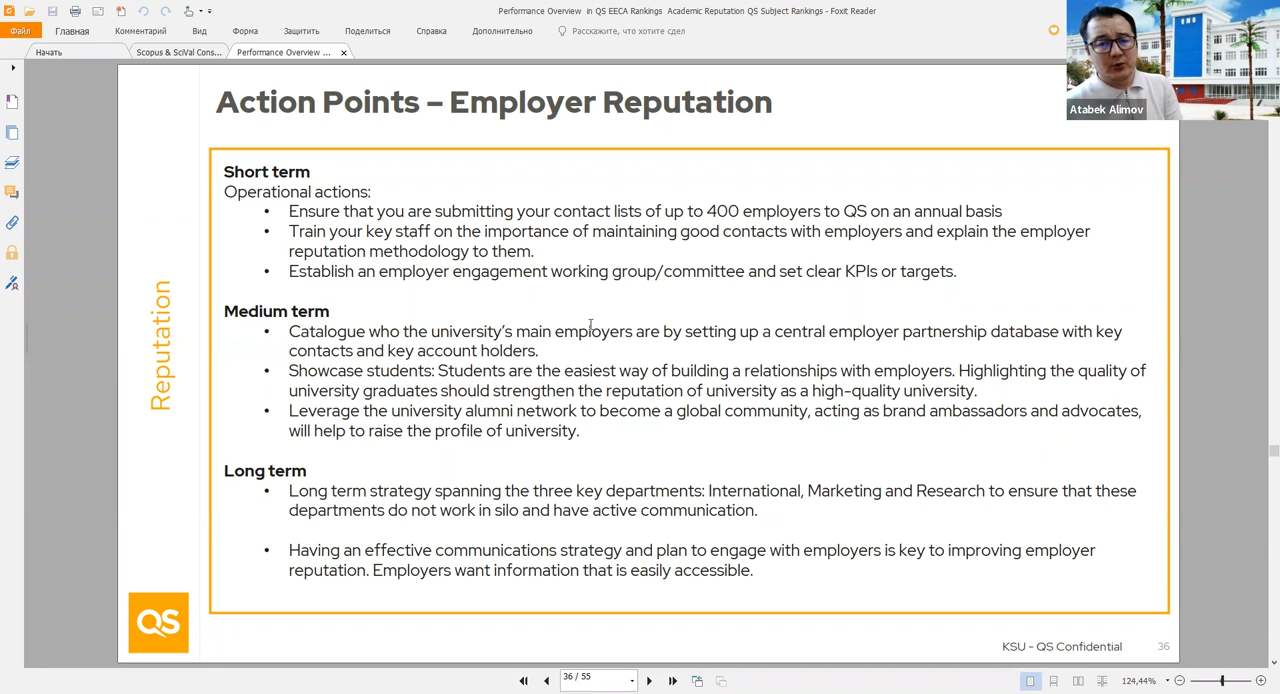 Performance Overview in QS EECA Rankings Academic Reputation QS Subject Rankings - Foxit Reader
Файл Главная Комментарий Вид Форма Защитить Поделиться Справка Дополнительно Расскажите, что хотите сдел
Начать Scopus & SciVal Cons... Performance Overview ...
Atabek Alimov
Action Points – Employer Reputation
Reputation
Short term
Operational actions:
• Ensure that you are submitting your contact lists of up to 400 employers to QS on an annual basis
• Train your key staff on the importance of maintaining good contacts with employers and explain the employer
reputation methodology to them.
• Establish an employer engagement working group/committee and set clear KPIs or targets.
Medium term
• Catalogue who the university's main employers are by setting up a central employer partnership database with key
contacts and key account holders.
• Showcase students: Students are the easiest way of building a relationships with employers. Highlighting the quality of
university graduates should strengthen the reputation of university as a high-quality university.
• Leverage the university alumni network to become a global community, acting as brand ambassadors and advocates,
will help to raise the profile of university.
Long term
• Long term strategy spanning the three key departments: International, Marketing and Research to ensure that these
departments do not work in silo and have active communication.
• Having an effective communications strategy and plan to engage with employers is key to improving employer
reputation. Employers want information that is easily accessible.
QS
KSU - QS Confidential 36
36 / 55
124,44%